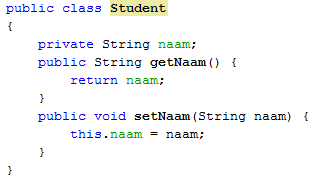 public class Student
{
    private String naam;
    public String getNaam() {
        return naam;
    }
    public void setNaam(String naam) {
        this.naam = naam;
    }
}